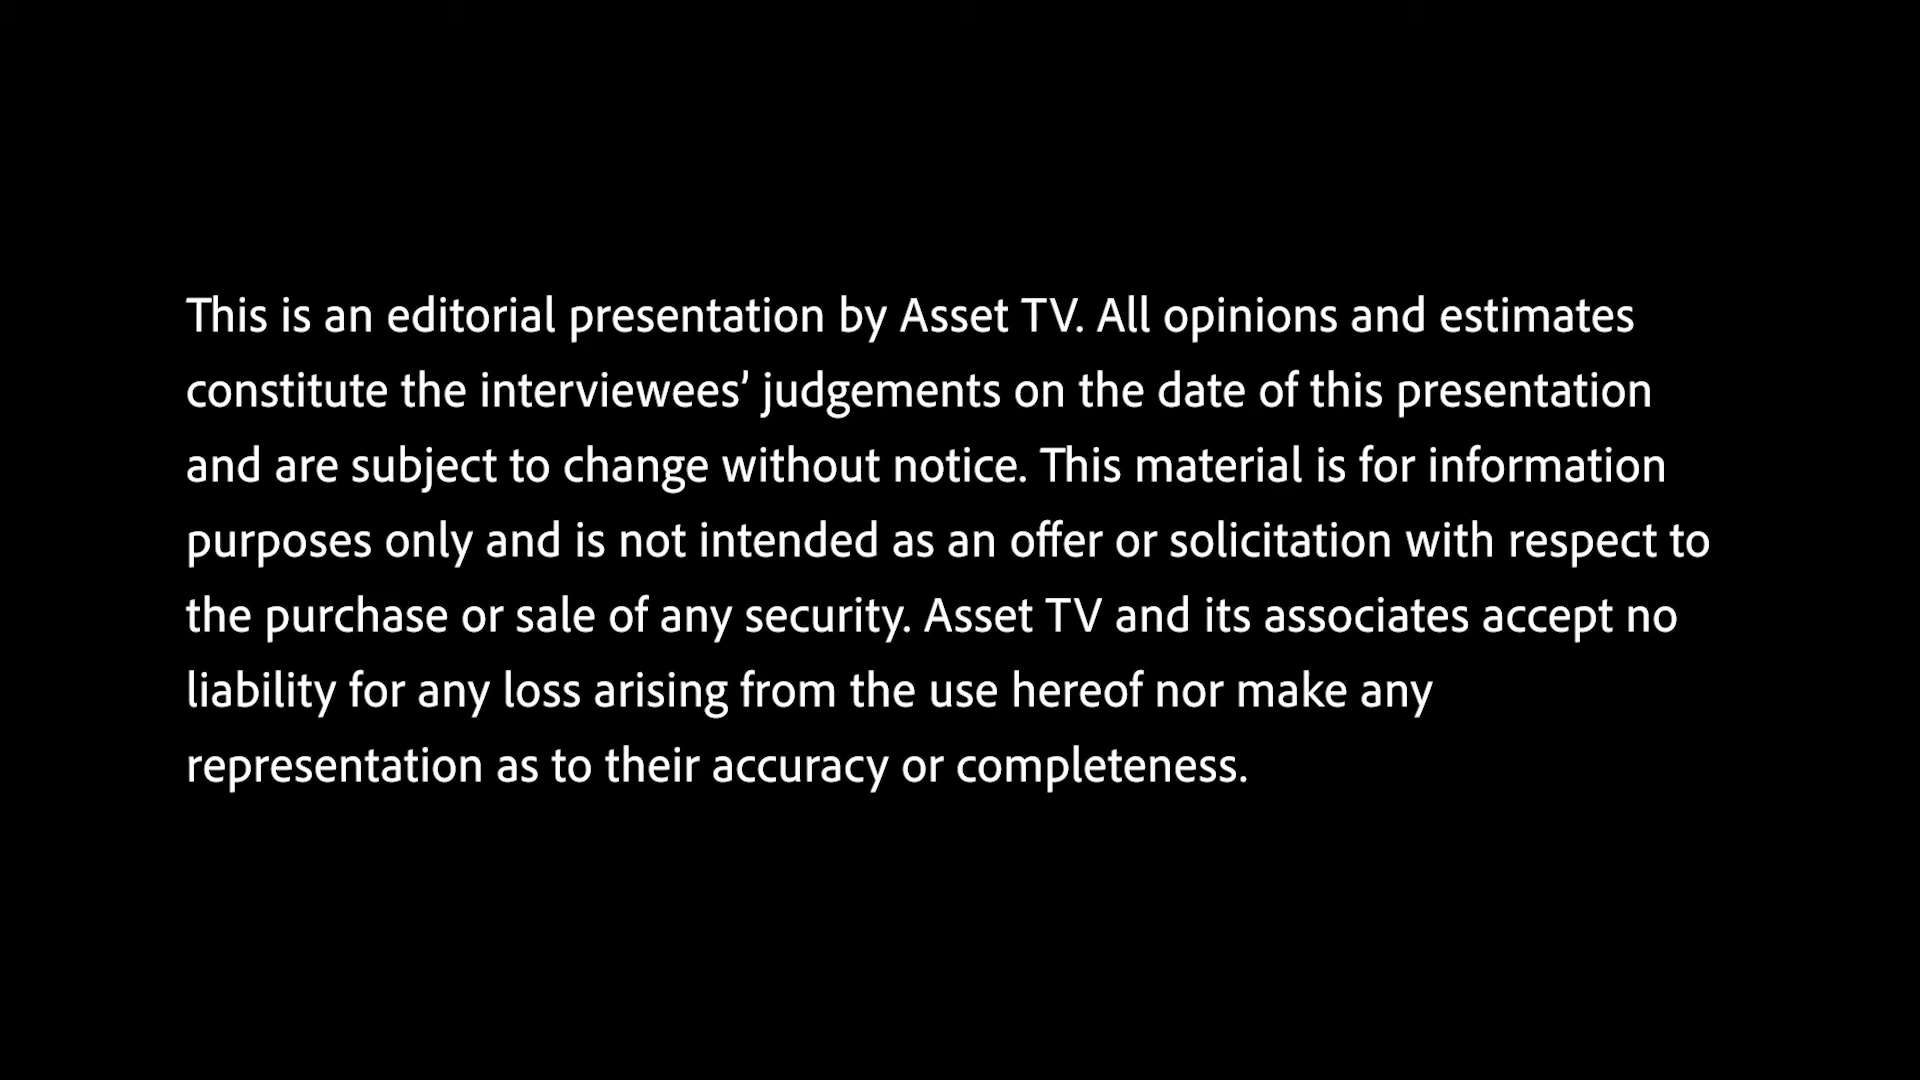 This is an editorial presentation by Asset TV. All opinions and estimates
constitute the interviewees’ judgements on the date of this presentation
and are subject to change without notice. This material is for information
purposes only and is not intended as an offer or solicitation with respect to
the purchase or sale of any security. Asset TV and its associates accept no
liability for any loss arising from the use hereof nor make any
representation as to their accuracy or completeness.